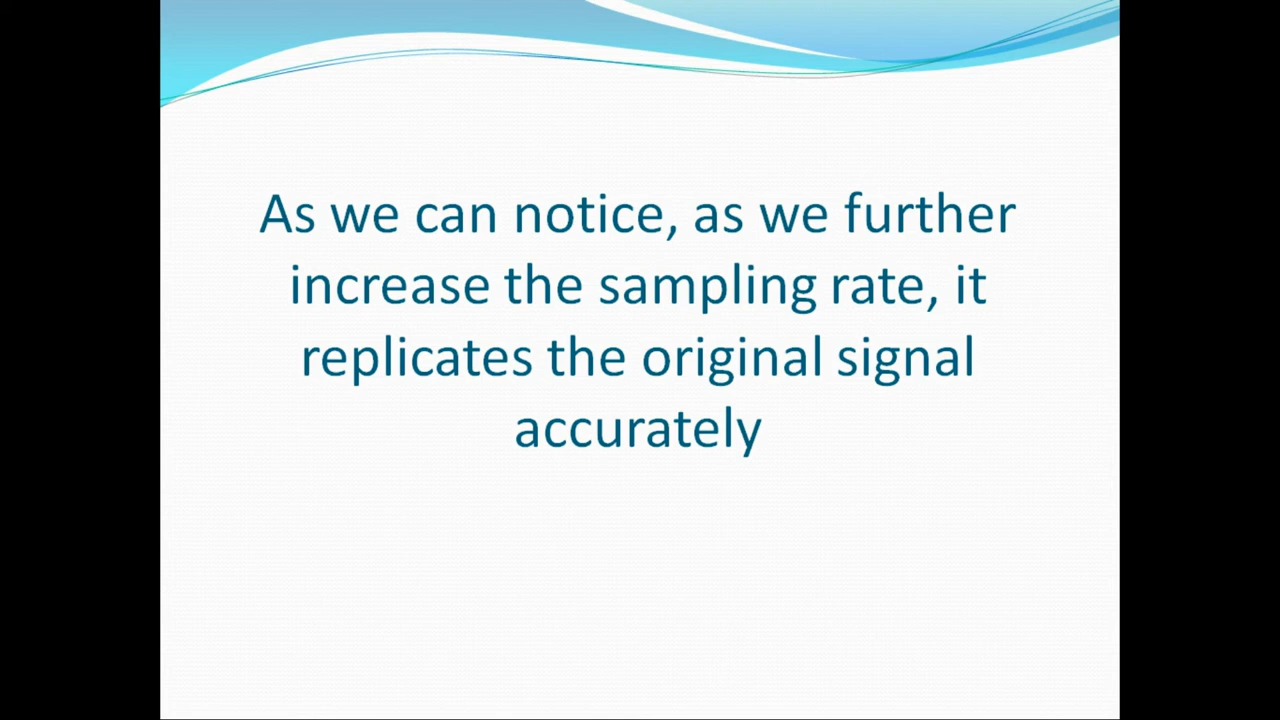 As we can notice, as we further
increase the sampling rate, it
replicates the original signal
accurately